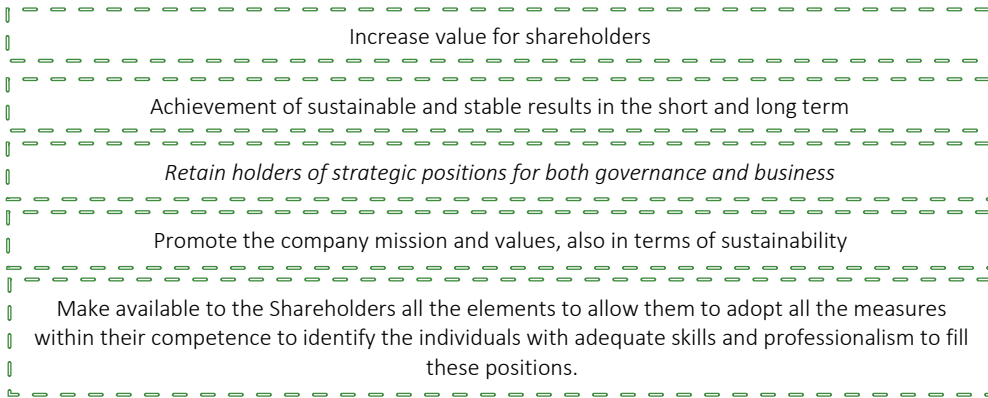 Increase value for shareholders
Achievement of sustainable and stable results in the short and long term
Retain holders of strategic positions for both governance and business
Promote the company mission and values, also in terms of sustainability
Make available to the Shareholders all the elements to allow them to adopt all the measures
within their competence to identify the individuals with adequate skills and professionalism to fill
these positions.